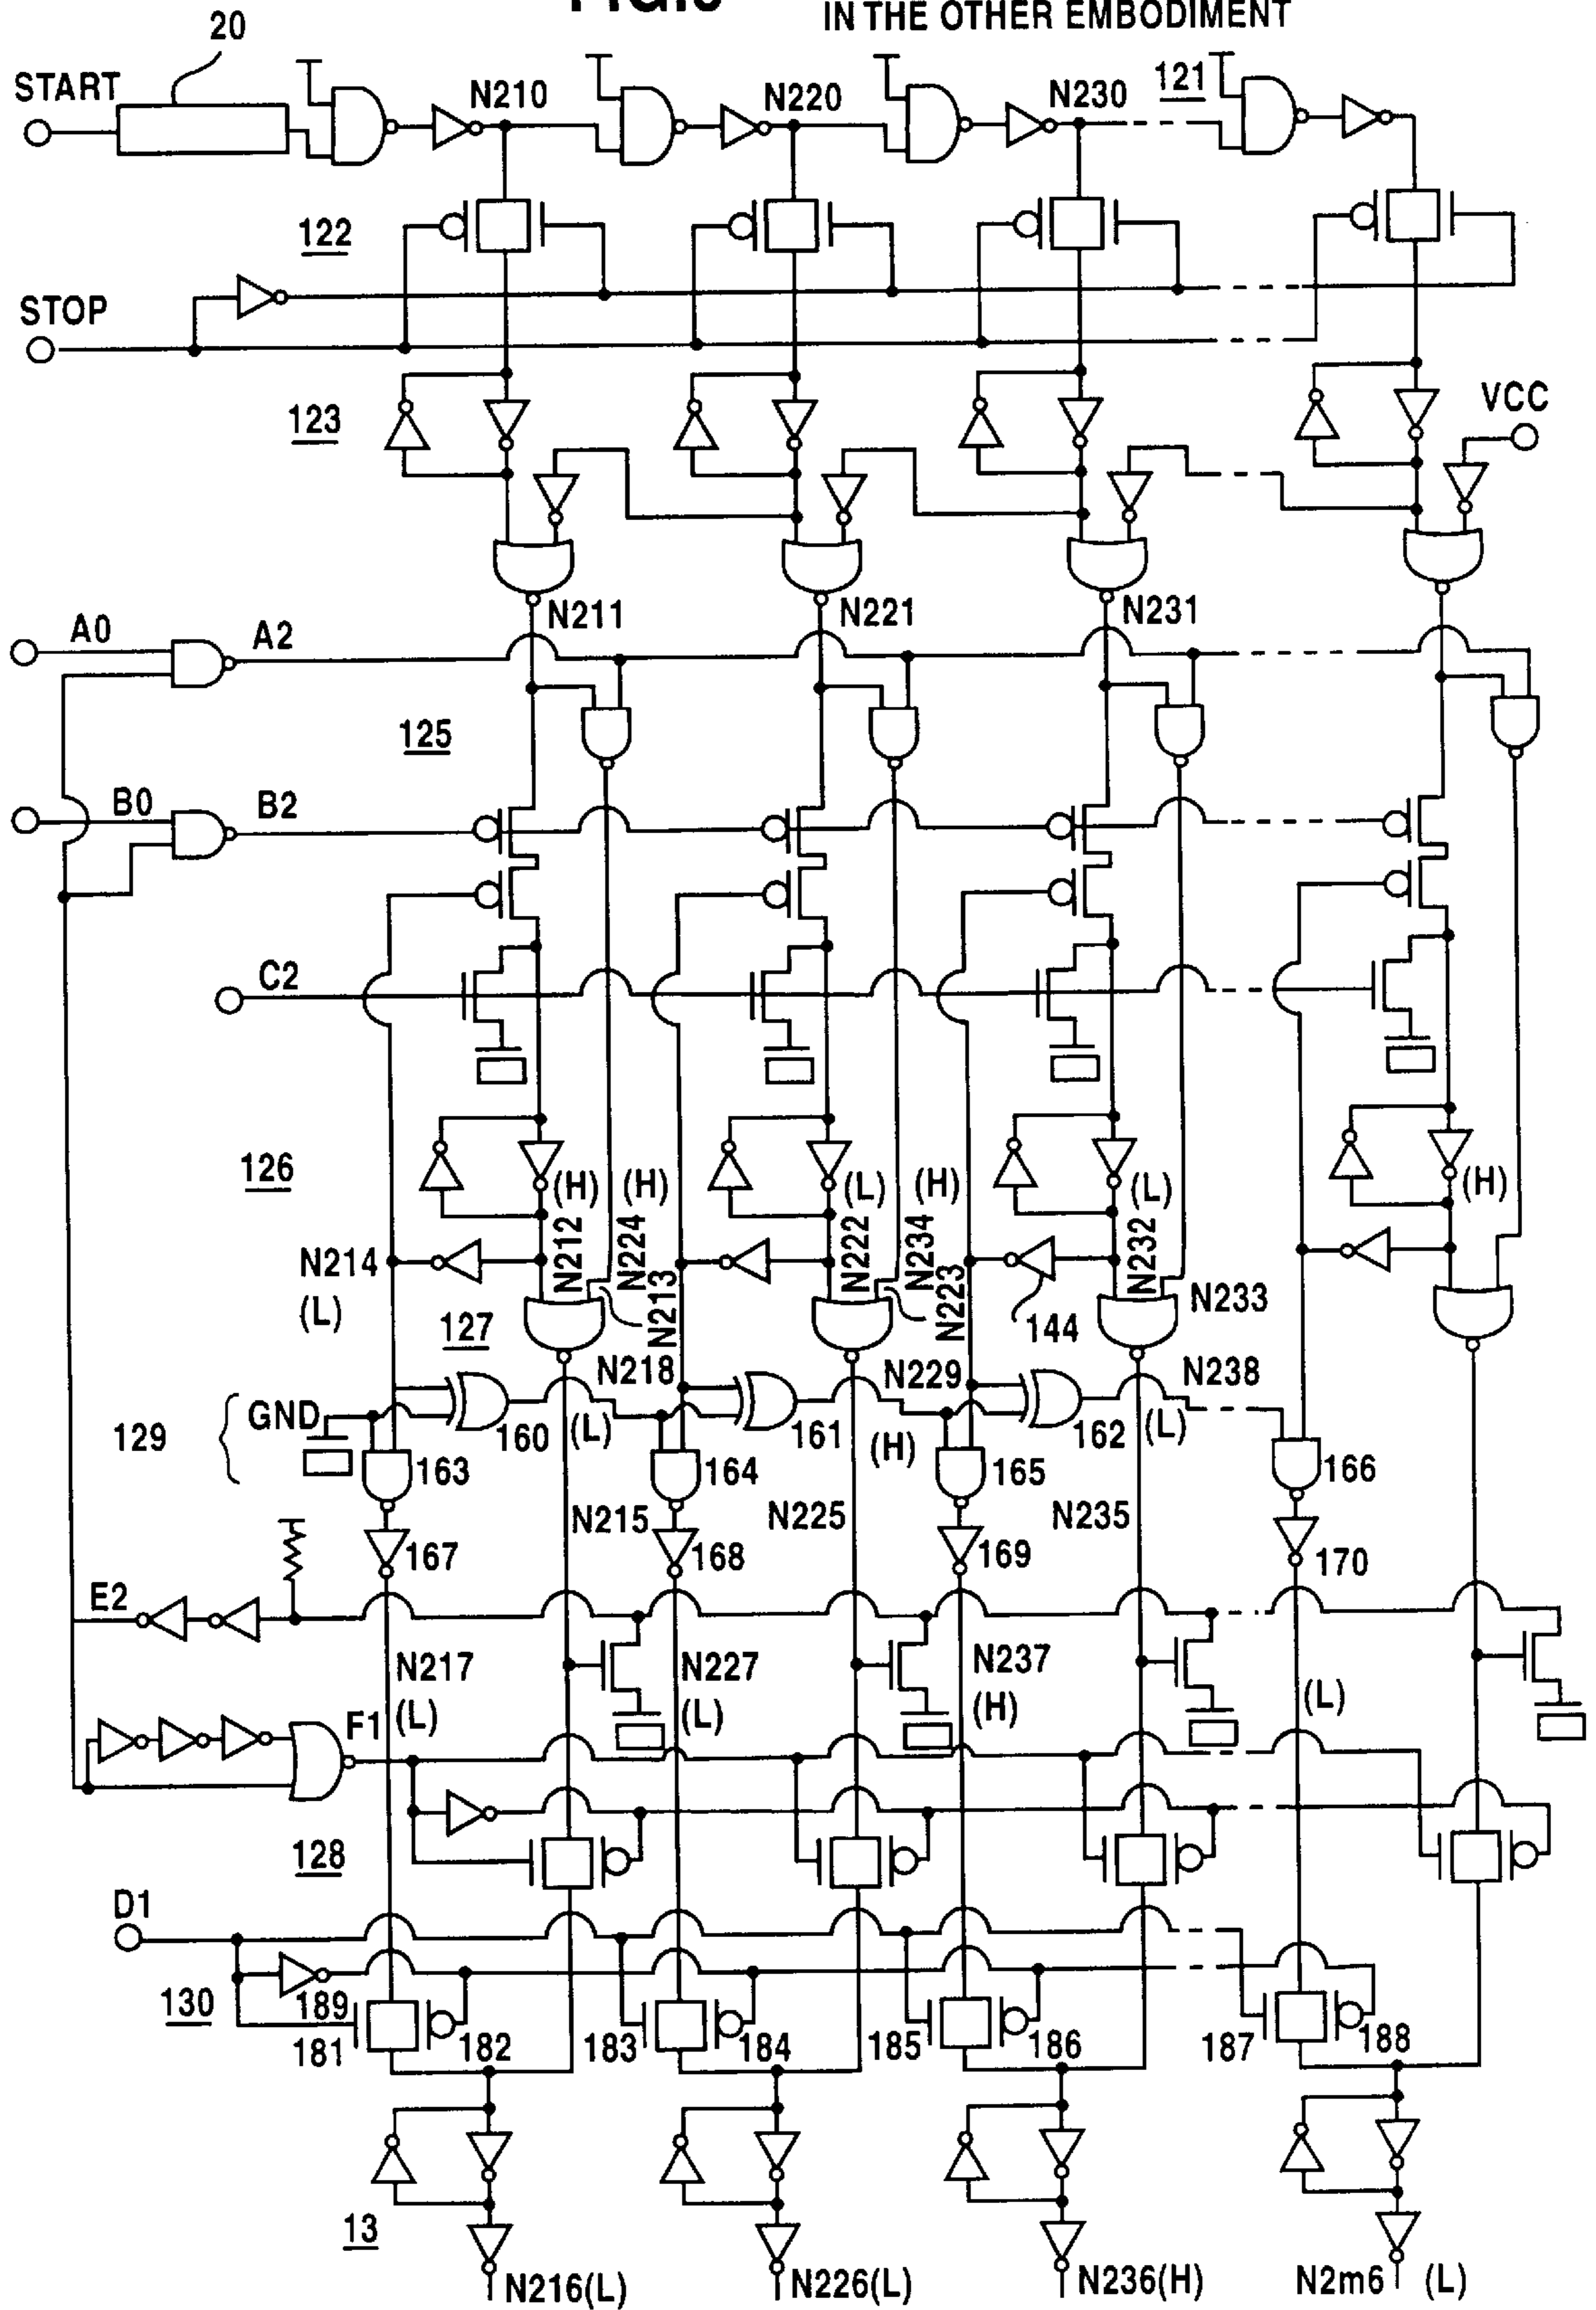 IN THE OTHER EMBODIMENT
20
START
N210
N220
N230
121
122
STOP
123
VCC
N211
N221
N231
A0
A2
125
B0
B2
C2
126
(H)
(H)
(L)
(H)
(L)
(H)
N212
N224
N222
N234
N232
N214
(L)
N213
N223
N233
127
144
N218
N229
N238
129
GND
160
(L)
161
(H)
162
(L)
163
164
165
166
N215
N225
N235
167
168
169
170
E2
N217
(L)
N227
(L)
N237
(H)
(L)
F1
128
D1
130
189
181
182
183
184
185
186
187
188
13
N216(L)
N226(L)
N236(H)
N2m6
(L)